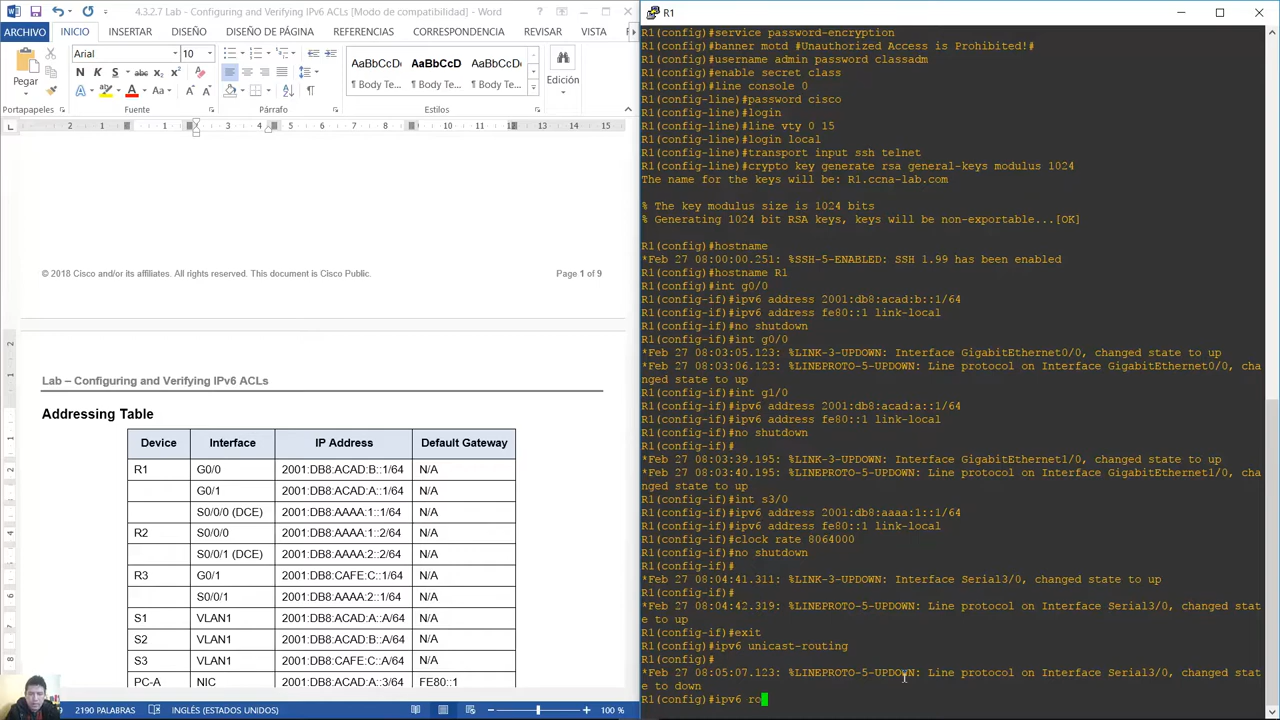 4.3.2.7 Lab - Configuring and Verifying IPv6 ACLs [Modo de compatibilidad] - Word
ARCHIVO INICIO INSERTAR DISEÑO DISEÑO DE PÁGINA REFERENCIAS CORRESPONDENCIA REVISAR VISTA
Arial 10
Pegar
N K S abc x₂ x²
AaBbCcDd AaBbCcD AaBbCcDd
¶ Body Te... ¶ Body Te... ¶ Body Te...
Edición
Portapapeles Fuente Párrafo Estilos
2 1 1 2 3 4 5 6 7 8 9 10 11 12 13 14 15
© 2018 Cisco and/or its affiliates. All rights reserved. This document is Cisco Public. Page 1 of 9
Lab – Configuring and Verifying IPv6 ACLs
Addressing Table
Device Interface IP Address Default Gateway
R1 G0/0 2001:DB8:ACAD:B::1/64 N/A
G0/1 2001:DB8:ACAD:A::1/64 N/A
S0/0/0 (DCE) 2001:DB8:AAAA:1::1/64 N/A
R2 S0/0/0 2001:DB8:AAAA:1::2/64 N/A
S0/0/1 (DCE) 2001:DB8:AAAA:2::2/64 N/A
R3 G0/1 2001:DB8:CAFE:C::1/64 N/A
S0/0/1 2001:DB8:AAAA:2::1/64 N/A
S1 VLAN1 2001:DB8:ACAD:A::A/64 N/A
S2 VLAN1 2001:DB8:ACAD:B::A/64 N/A
S3 VLAN1 2001:DB8:CAFE:C::A/64 N/A
PC-A NIC 2001:DB8:ACAD:A::3/64 FE80::1
2190 PALABRAS INGLÉS (ESTADOS UNIDOS) 100 %
R1
R1(config)#service password-encryption
R1(config)#banner motd #Unauthorized Access is Prohibited!#
R1(config)#username admin password classadm
R1(config)#enable secret class
R1(config)#line console 0
R1(config-line)#password cisco
R1(config-line)#login
R1(config-line)#line vty 0 15
R1(config-line)#login local
R1(config-line)#transport input ssh telnet
R1(config-line)#crypto key generate rsa general-keys modulus 1024
The name for the keys will be: R1.ccna-lab.com
% The key modulus size is 1024 bits
% Generating 1024 bit RSA keys, keys will be non-exportable...[OK]
R1(config)#hostname
*Feb 27 08:00:00.251: %SSH-5-ENABLED: SSH 1.99 has been enabled
R1(config)#hostname R1
R1(config)#int g0/0
R1(config-if)#ipv6 address 2001:db8:acad:b::1/64
R1(config-if)#ipv6 address fe80::1 link-local
R1(config-if)#no shutdown
R1(config-if)#int g0/0
*Feb 27 08:03:05.123: %LINK-3-UPDOWN: Interface GigabitEthernet0/0, changed state to up
*Feb 27 08:03:06.123: %LINEPROTO-5-UPDOWN: Line protocol on Interface GigabitEthernet0/0, cha
nged state to up
R1(config-if)#int g1/0
R1(config-if)#ipv6 address 2001:db8:acad:a::1/64
R1(config-if)#ipv6 address fe80::1 link-local
R1(config-if)#no shutdown
R1(config-if)#
*Feb 27 08:03:39.195: %LINK-3-UPDOWN: Interface GigabitEthernet1/0, changed state to up
*Feb 27 08:03:40.195: %LINEPROTO-5-UPDOWN: Line protocol on Interface GigabitEthernet1/0, cha
nged state to up
R1(config-if)#int s3/0
R1(config-if)#ipv6 address 2001:db8:aaaa:1::1/64
R1(config-if)#ipv6 address fe80::1 link-local
R1(config-if)#clock rate 8064000
R1(config-if)#no shutdown
R1(config-if)#
*Feb 27 08:04:41.311: %LINK-3-UPDOWN: Interface Serial3/0, changed state to up
R1(config-if)#
*Feb 27 08:04:42.319: %LINEPROTO-5-UPDOWN: Line protocol on Interface Serial3/0, changed stat
e to up
R1(config-if)#exit
R1(config)#ipv6 unicast-routing
R1(config)#
*Feb 27 08:05:07.123: %LINEPROTO-5-UPDOWN: Line protocol on Interface Serial3/0, changed stat
e to down
R1(config)#ipv6 ro